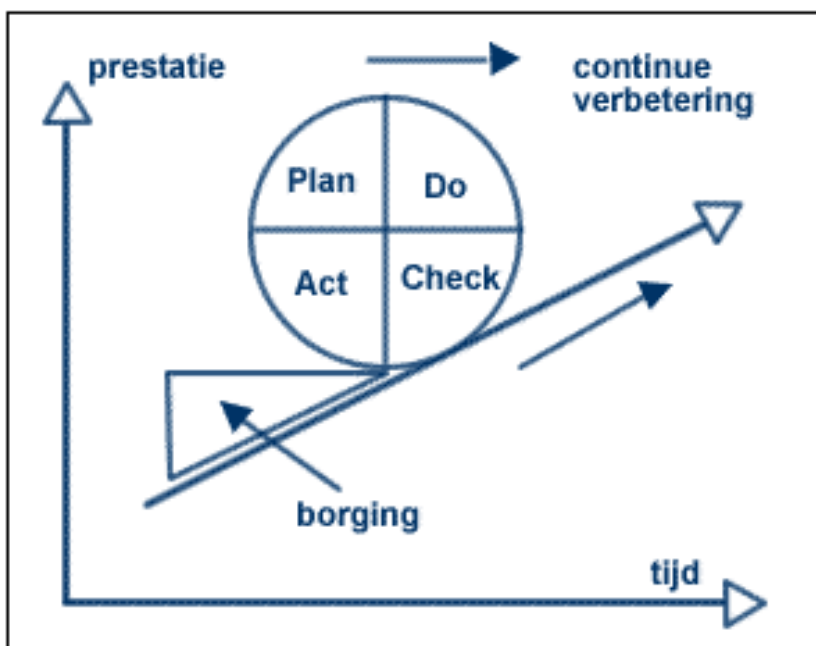 prestatie
continue
verbetering
Plan
Do
Act
Check
borging
tijd